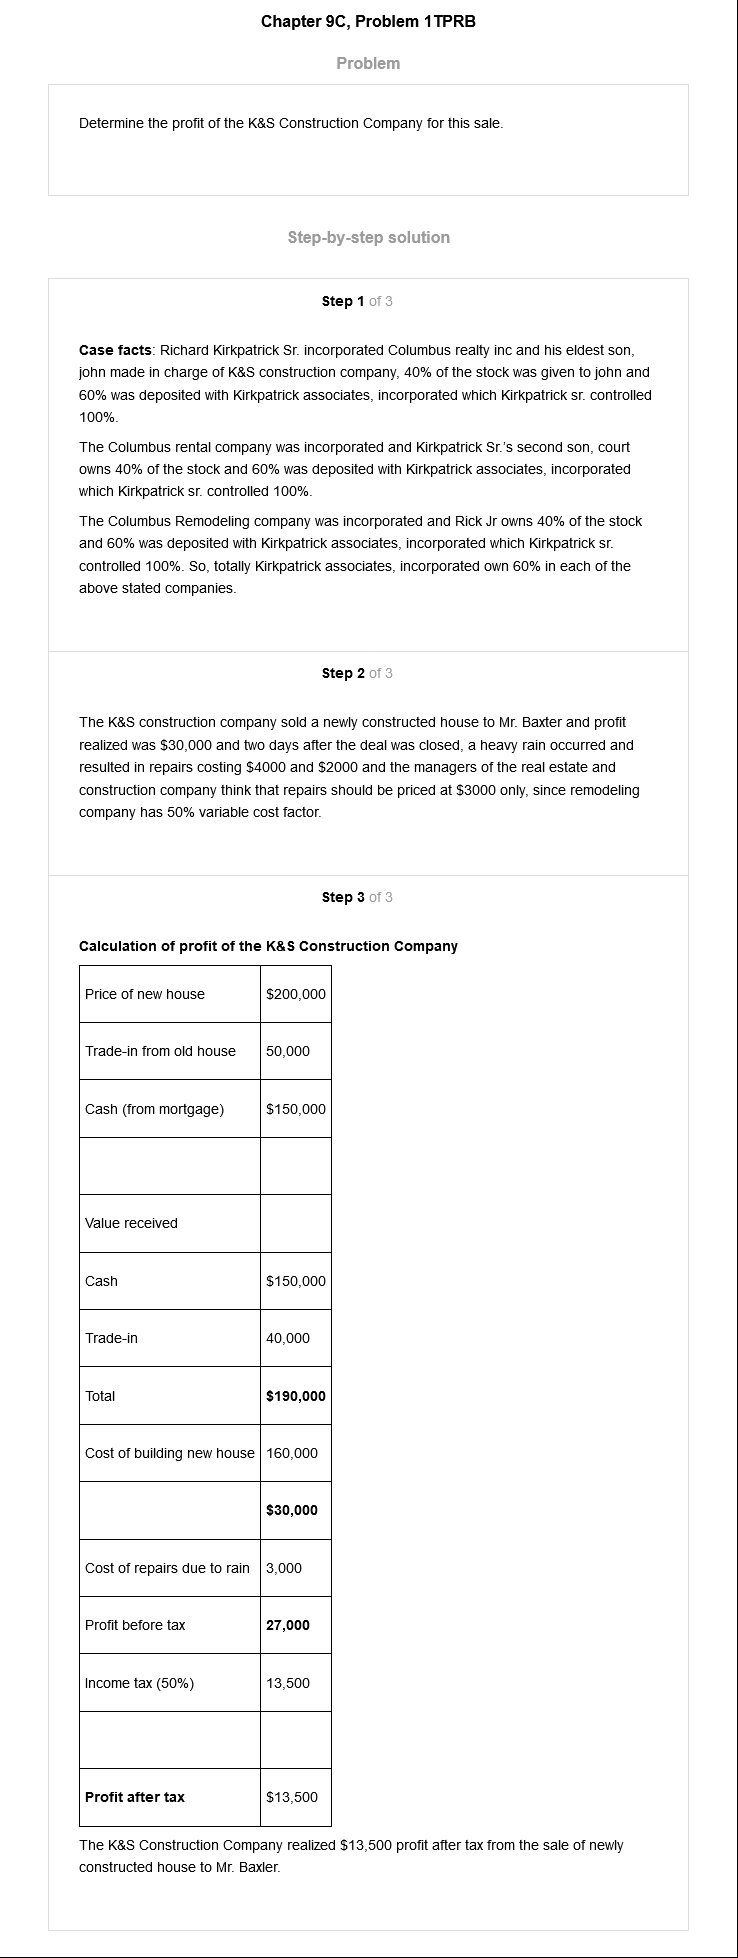 Chapter 9C, Problem 1TPRB
Problem
Determine the profit of the K&S Construction Company for this sale.
Step-by-step solution
Step 1 of 3
Case facts: Richard Kirkpatrick Sr. incorporated Columbus realty inc and his eldest son,
john made in charge of K&S construction company, 40% of the stock was given to john and
60% was deposited with Kirkpatrick associates, incorporated which Kirkpatrick sr. controlled
100%.
The Columbus rental company was incorporated and Kirkpatrick Sr.'s second son, court
owns 40% of the stock and 60% was deposited with Kirkpatrick associates, incorporated
which Kirkpatrick sr. controlled 100%.
The Columbus Remodeling company was incorporated and Rick Jr owns 40% of the stock
and 60% was deposited with Kirkpatrick associates, incorporated which Kirkpatrick sr.
controlled 100%. So, totally Kirkpatrick associates, incorporated own 60% in each of the
above stated companies.
Step 2 of 3
The K&S construction company sold a newly constructed house to Mr. Baxter and profit
realized was $30,000 and two days after the deal was closed, a heavy rain occurred and
resulted in repairs costing $4000 and $2000 and the managers of the real estate and
construction company think that repairs should be priced at $3000 only, since remodeling
company has 50% variable cost factor.
Step 3 of 3
Calculation of profit of the K&S Construction Company
Price of new house $200,000
Trade-in from old house 50,000
Cash (from mortgage) $150,000
Value received
Cash $150,000
Trade-in 40,000
Total $190,000
Cost of building new house 160,000
$30,000
Cost of repairs due to rain 3,000
Profit before tax 27,000
Income tax (50%) 13,500
Profit after tax $13,500
The K&S Construction Company realized $13,500 profit after tax from the sale of newly
constructed house to Mr. Baxler.